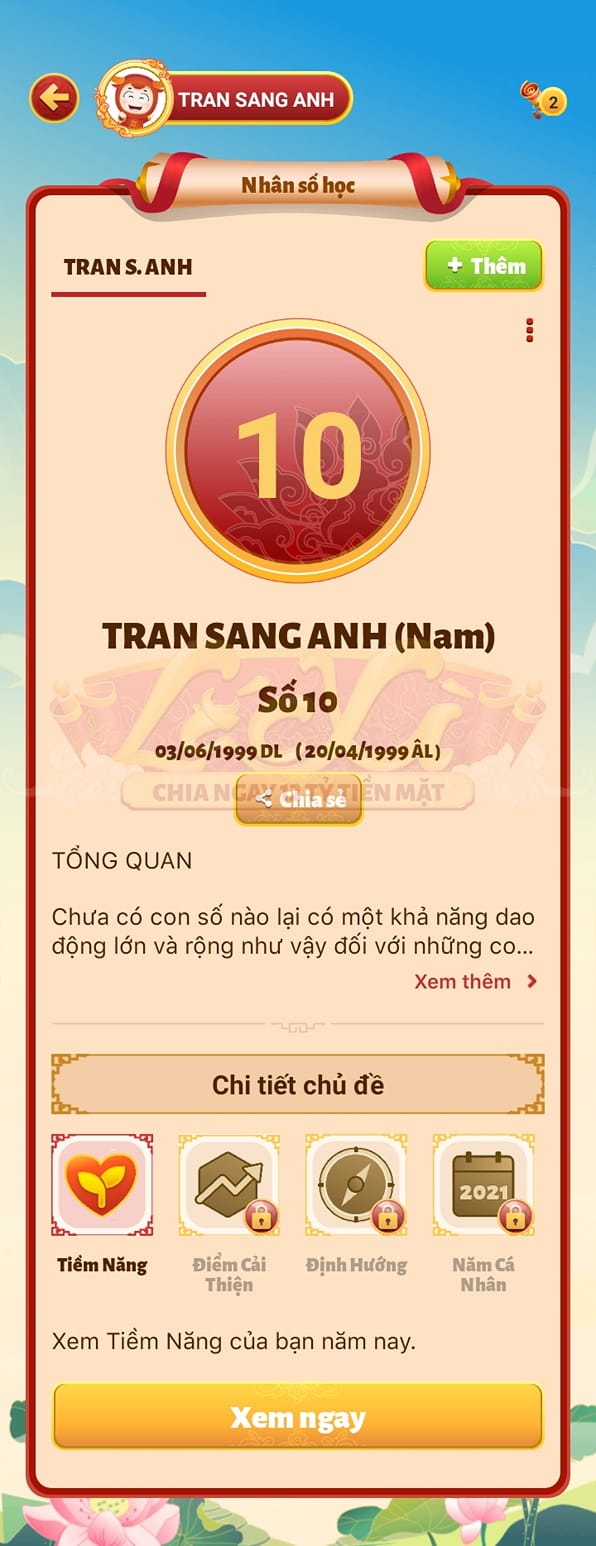 TRAN SANG ANH
2
Nhân số học
TRAN S. ANH
+ Thêm
10
TRAN SANG ANH (Nam)
Số 10
03/06/1999 DL (20/04/1999 ÂL)
Lì Xì
CHIA NGAY 12 TỶ TIỀN MẶT
Chia sẻ
TỔNG QUAN
Chưa có con số nào lại có một khả năng dao
động lớn và rộng như vậy đối với những co...
Xem thêm
Chi tiết chủ đề
2021
Tiềm Năng
Điểm Cải
Thiện
Định Hướng
Năm Cá
Nhân
Xem Tiềm Năng của bạn năm nay.
Xem ngay